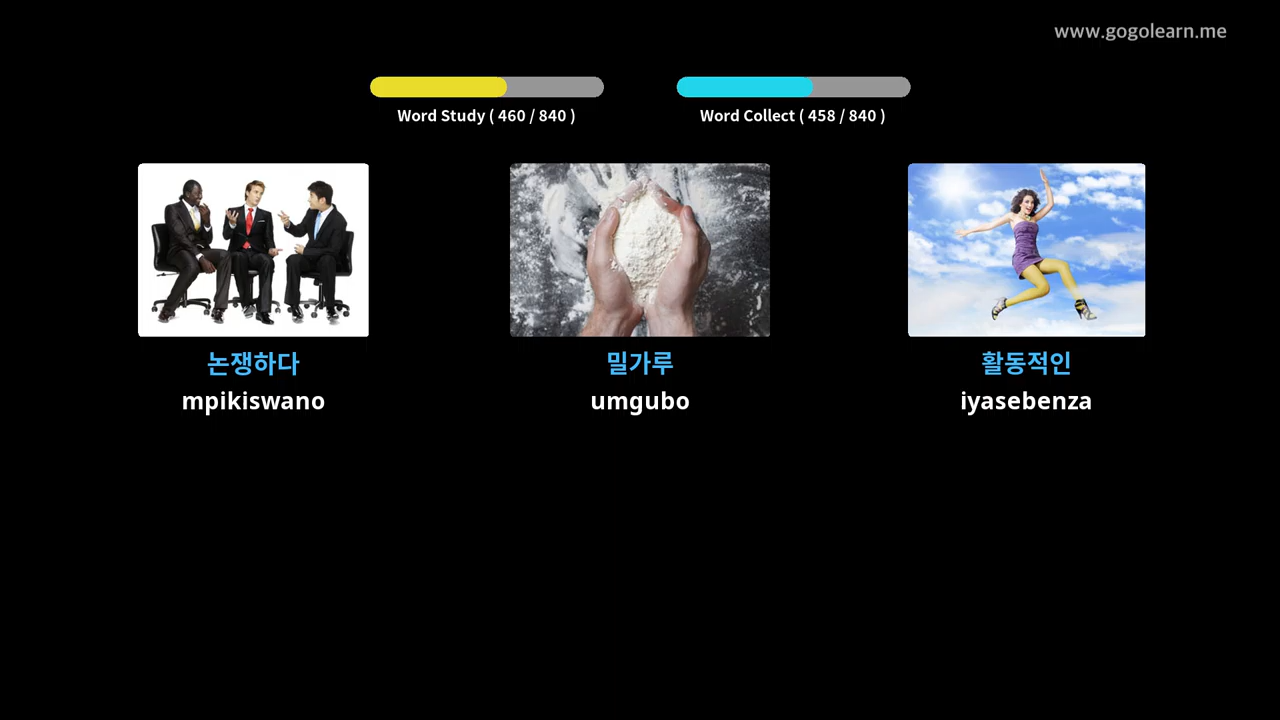 www.gogolearn.me
Word Study ( 460 / 840 )
Word Collect ( 458 / 840 )
논쟁하다
mpikiswano
밀가루
umgubo
활동적인
iyasebenza